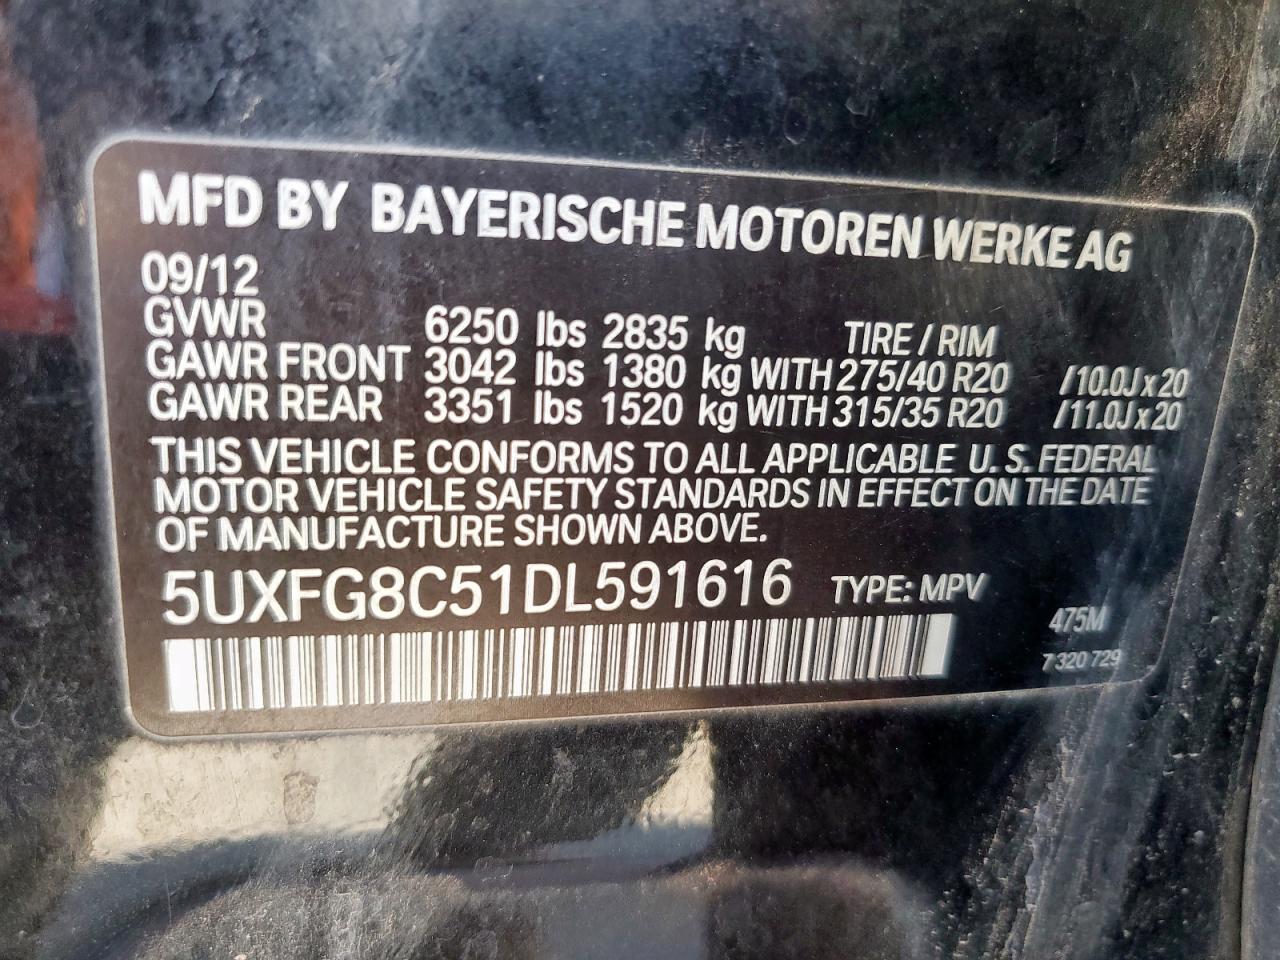 MFD BY BAYERISCHE MOTOREN WERKE AG
09/12
GVWR 6250 lbs 2835 kg TIRE / RIM
GAWR FRONT 3042 lbs 1380 kg WITH 275/40 R20 /10.0J x 20
GAWR REAR 3351 lbs 1520 kg WITH 315/35 R20 /11.0J x 20
THIS VEHICLE CONFORMS TO ALL APPLICABLE U.S. FEDERAL
MOTOR VEHICLE SAFETY STANDARDS IN EFFECT ON THE DATE
OF MANUFACTURE SHOWN ABOVE.
5UXFG8C51DL591616 TYPE: MPV
475M
7 320 729